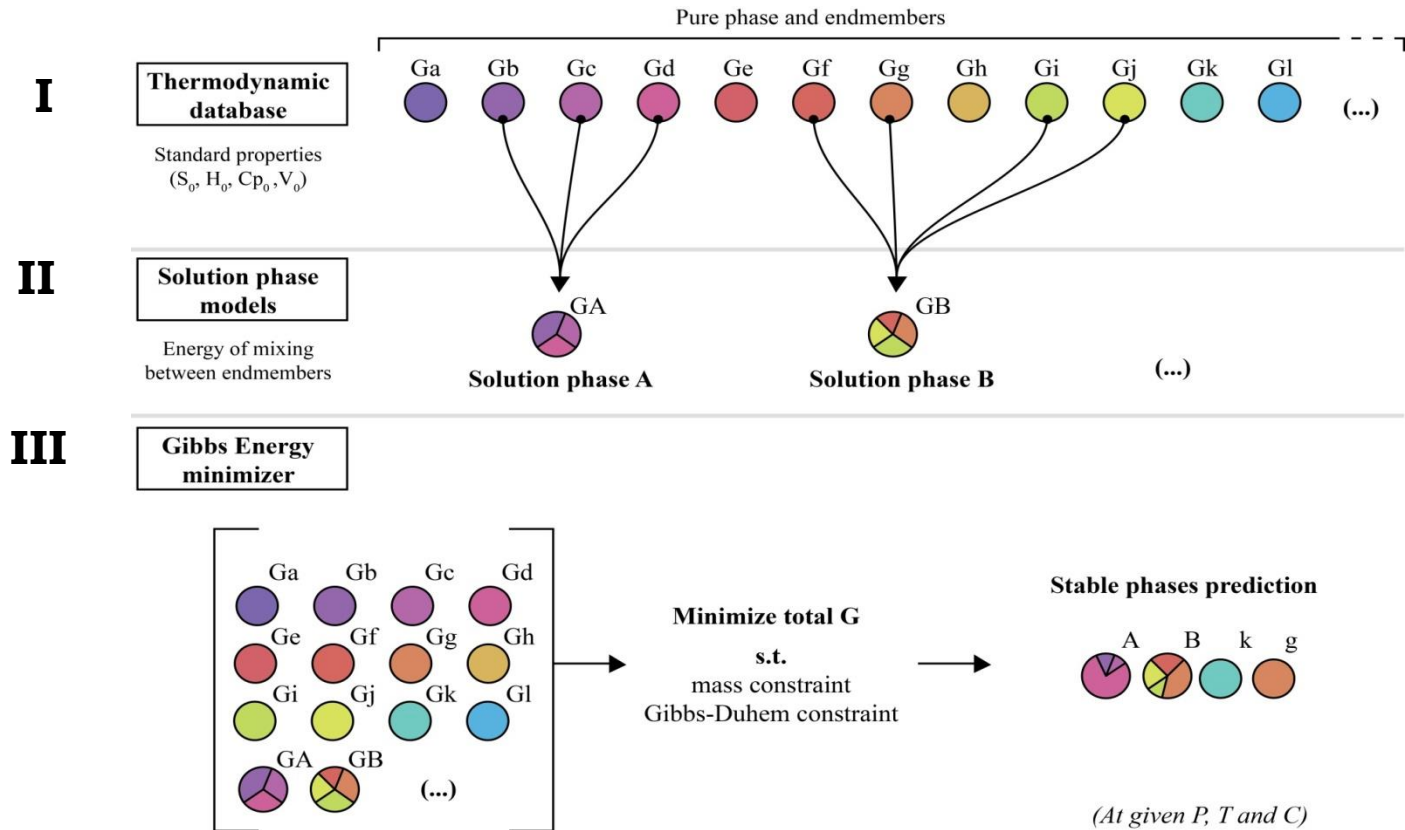 Pure phase and endmembers
I
Thermodynamic
database
Ga Gb Gc Gd Ge Gf Gg Gh Gi Gj Gk Gl
(...)
Standard properties
(S₀, H₀, Cp₀ ,V₀)
II
Solution phase
models
GA GB
Energy of mixing
between endmembers
Solution phase A Solution phase B (...)
III
Gibbs Energy
minimizer
Ga Gb Gc Gd
Ge Gf Gg Gh
Gi Gj Gk Gl
GA GB (...)
Minimize total G
s.t.
mass constraint
Gibbs-Duhem constraint
Stable phases prediction
A B k g
(At given P, T and C)